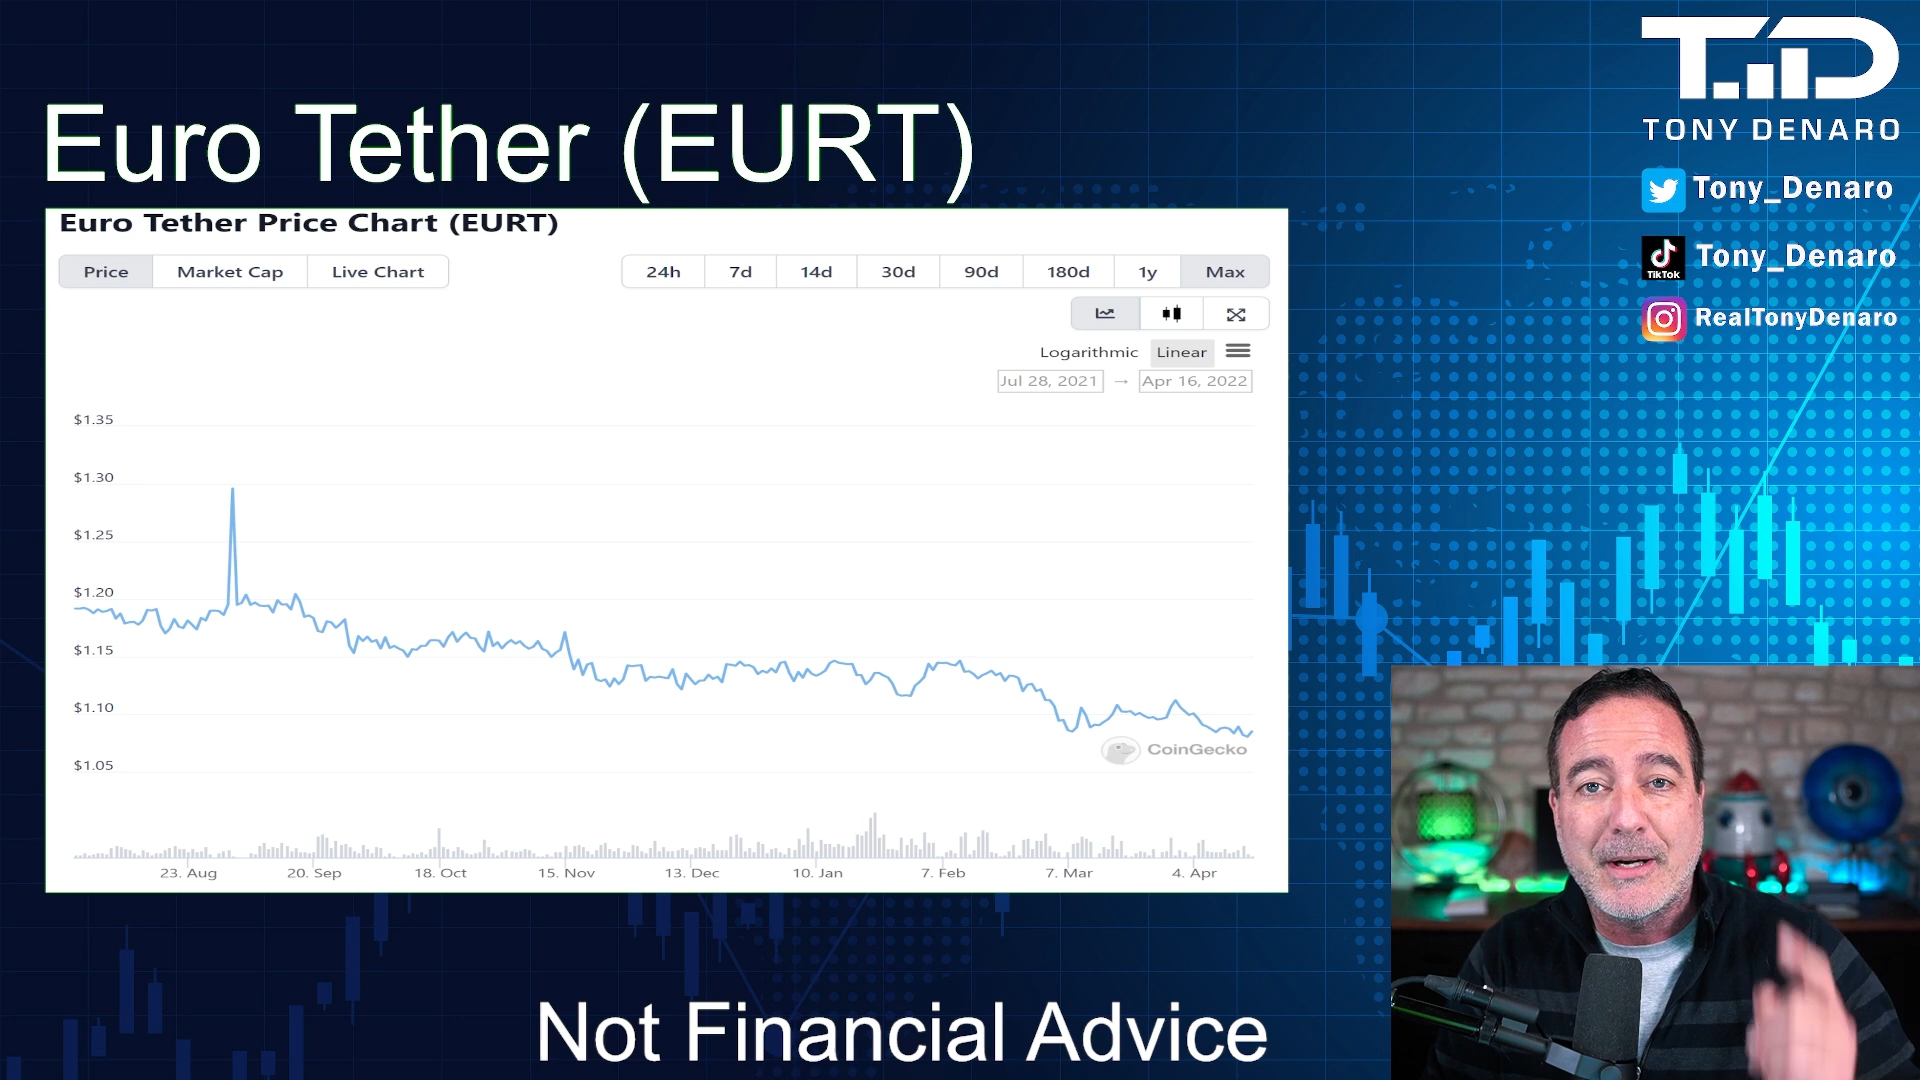 Euro Tether (EURT)
Euro Tether Price Chart (EURT)
Price Market Cap Live Chart
24h 7d 14d 30d 90d 180d 1y Max
Logarithmic Linear
Jul 28, 2021 → Apr 16, 2022
$1.35
$1.30
$1.25
$1.20
$1.15
$1.10
$1.05
CoinGecko
23. Aug 20. Sep 18. Oct 15. Nov 13. Dec 10. Jan 7. Feb 7. Mar 4. Apr
Not Financial Advice
TD
TONY DENARO
Tony_Denaro
TikTok
Tony_Denaro
RealTonyDenaro